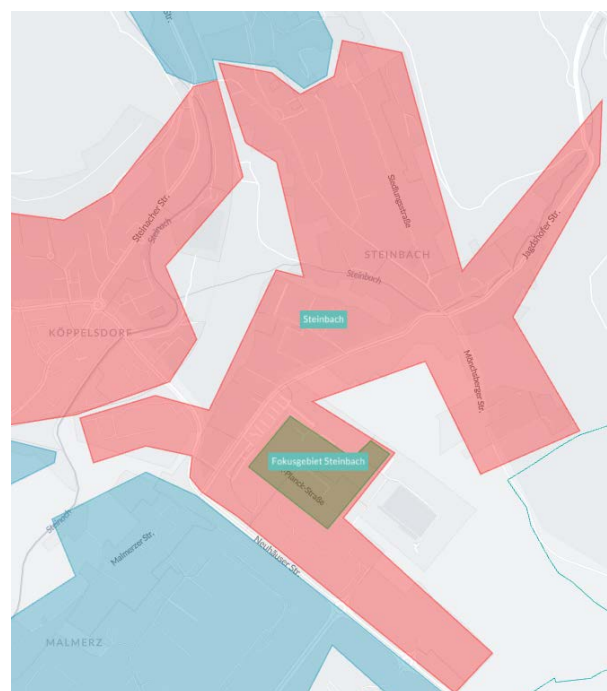 Str.
Steinacher Str.
Steinach
Siedlungsstraße
Jagdshofer Str.
STEINBACH
Steinbach
Steinbach
KÖPPELSDORF
Mönchsberger Str.
Fokusgebiet Steinbach
-Planck-Straße
Steinach
Malmerzer Str.
Neuhäuser Str.
MALMERZ